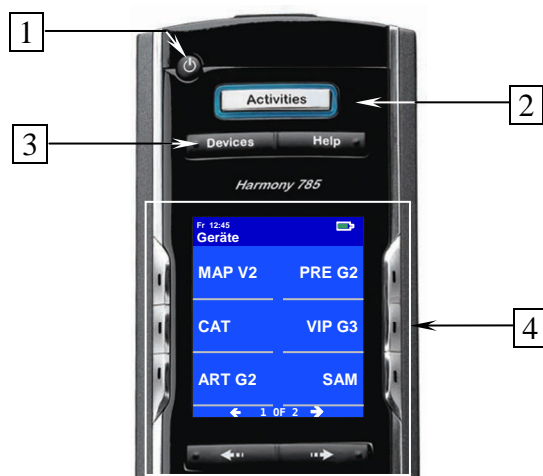 1
Activities
2
3
Devices Help
Harmony 785
Fr 12:45
Geräte
MAP V2 PRE G2
CAT VIP G3
4
ART G2 SAM
1 OF 2